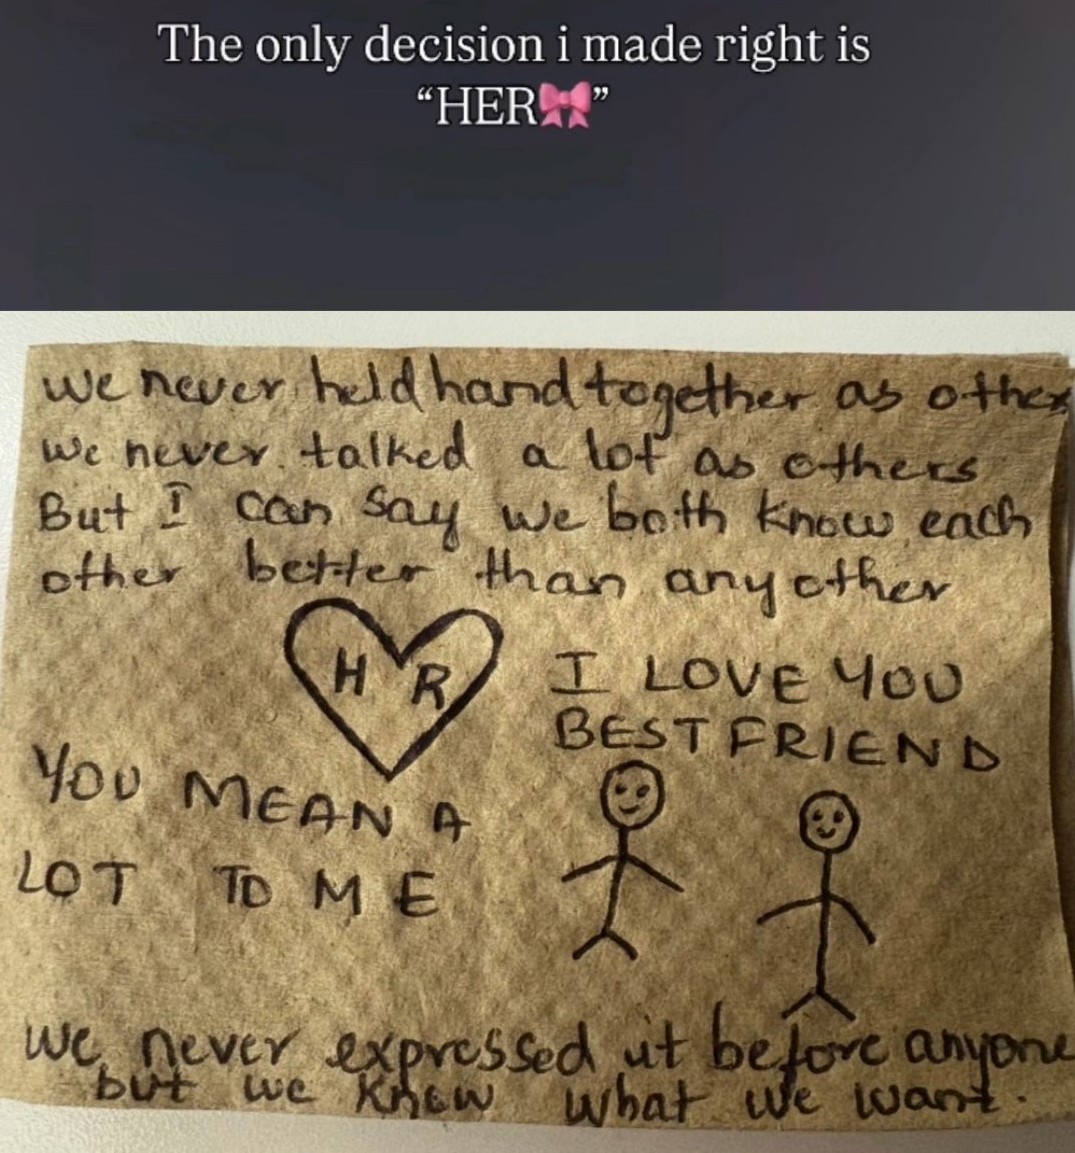 The only decision i made right is
“HER🎀”
we never held hand together as other
we never talked a lot as others
But I can say we both know each
other better than any other
H R
I LOVE YOU
BEST FRIEND
YOU MEAN A
LOT TO ME
we never expressed it before anyone
but we know what we want.